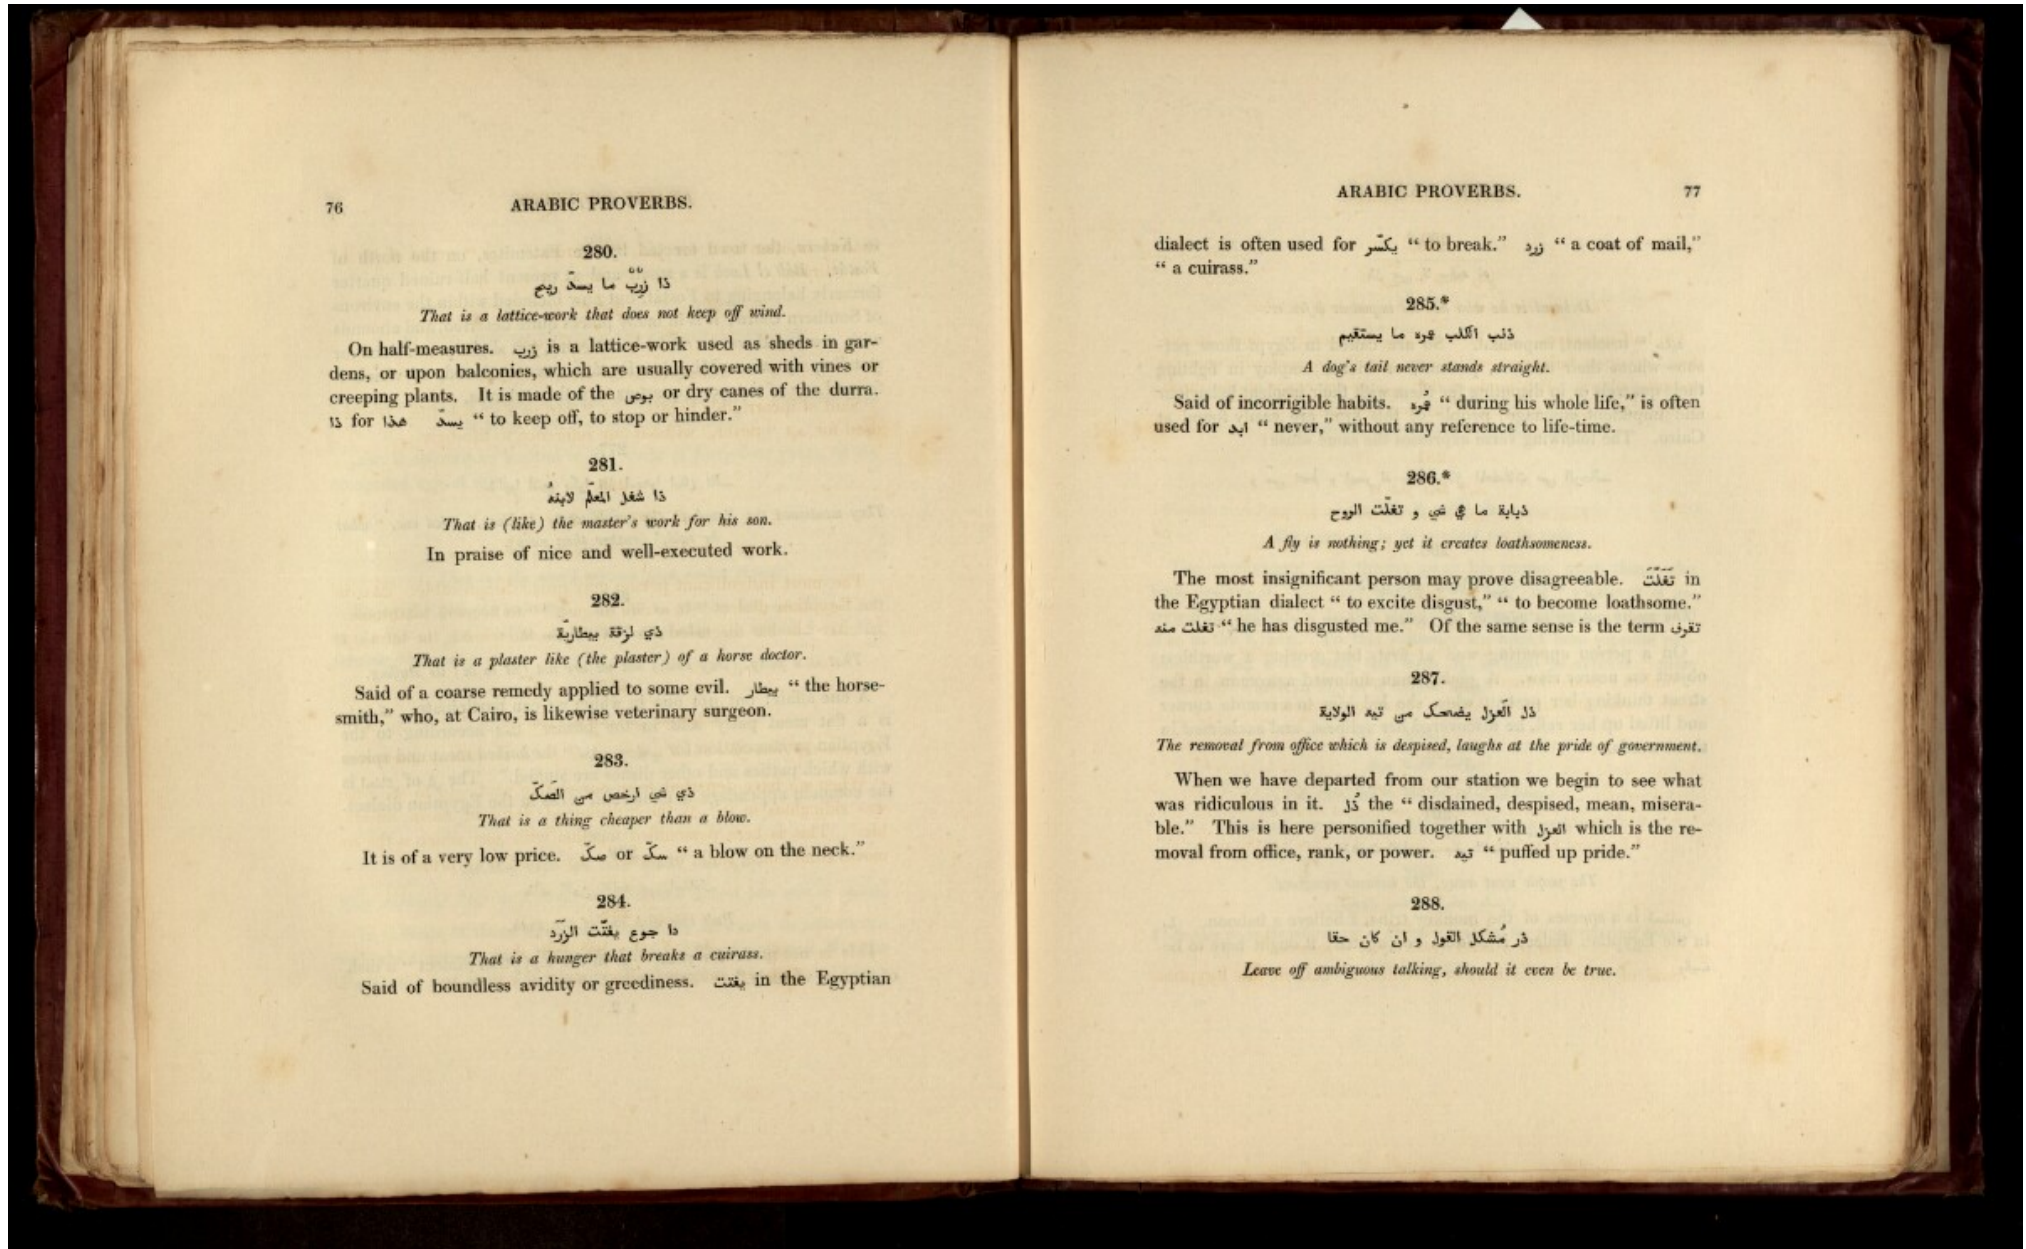 76 ARABIC PROVERBS.
280.
ذا زربٌ ما يسدّ ريح
That is a lattice-work that does not keep off wind.
On half-measures. زرب is a lattice-work used as sheds in gar-
dens, or upon balconies, which are usually covered with vines or
creeping plants. It is made of the بوص or dry canes of the durra.
ذا for هذا يسدّ “ to keep off, to stop or hinder.”
281.
ذا شغل المعلّم لابنهُ
That is (like) the master's work for his son.
In praise of nice and well-executed work.
282.
ذي لزقة بيطاريّة
That is a plaster like (the plaster) of a horse doctor.
Said of a coarse remedy applied to some evil. بيطار “ the horse-
smith,” who, at Cairo, is likewise veterinary surgeon.
283.
ذي شي ارخص من الصَكّ
That is a thing cheaper than a blow.
It is of a very low price. صكّ or سكّ “ a blow on the neck.”
284.
دا جوع يفتّت الزَرَد
That is a hunger that breaks a cuirass.
Said of boundless avidity or greediness. يفتت in the Egyptian
ARABIC PROVERBS. 77
dialect is often used for يكسّر “ to break.” زرد “ a coat of mail,”
“ a cuirass.”
285.*
ذنب الكلب عمره ما يستقيم
A dog's tail never stands straight.
Said of incorrigible habits. عُمره “ during his whole life,” is often
used for ابد “ never,” without any reference to life-time.
286.*
ذبابة ما هي شي و تغلّت الروح
A fly is nothing; yet it creates loathsomeness.
The most insignificant person may prove disagreeable. تَغَلَّتَ in
the Egyptian dialect “ to excite disgust,” “ to become loathsome.”
تغلت منه “ he has disgusted me.” Of the same sense is the term تقرف
287.
ذل العَزل يضحك من تيه الولاية
The removal from office which is despised, laughs at the pride of government.
When we have departed from our station we begin to see what
was ridiculous in it. ذُل the “ disdained, despised, mean, misera-
ble.” This is here personified together with العزل which is the re-
moval from office, rank, or power. تيه “ puffed up pride.”
288.
ذر مُشكل القول و ان كان حقا
Leave off ambiguous talking, should it even be true.